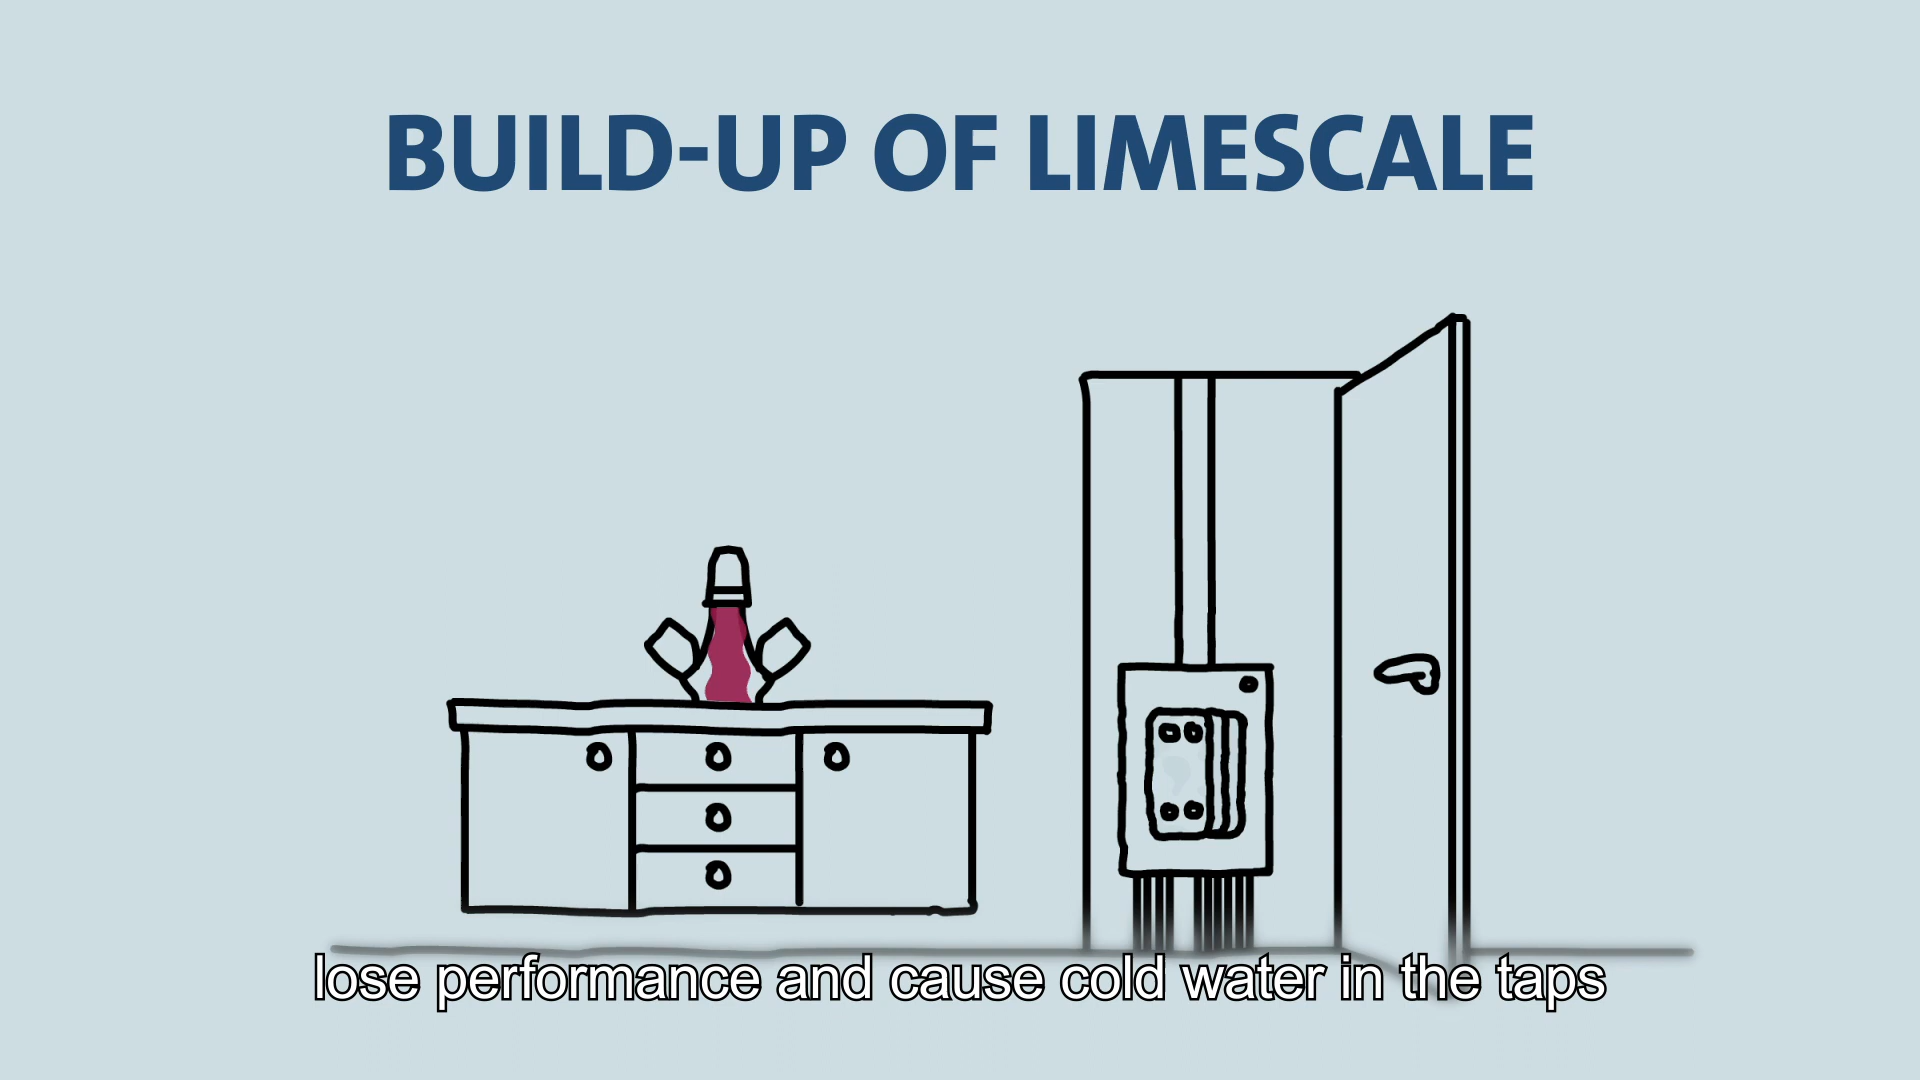 BUILD-UP OF LIMESCALE
lose performance and cause cold water in the taps